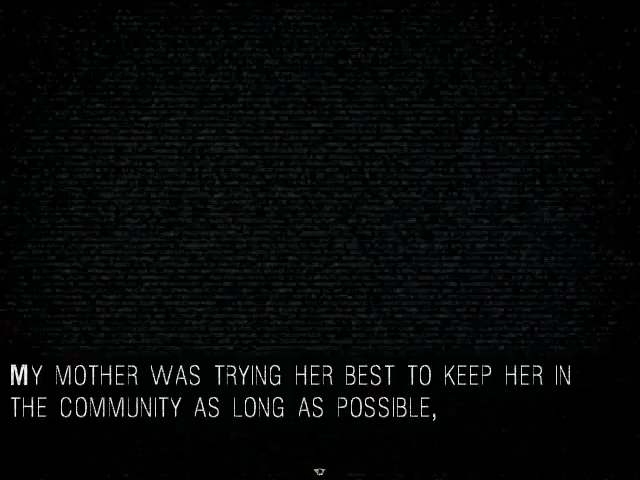 MY MOTHER WAS TRYING HER BEST TO KEEP HER IN
THE COMMUNITY AS LONG AS POSSIBLE,